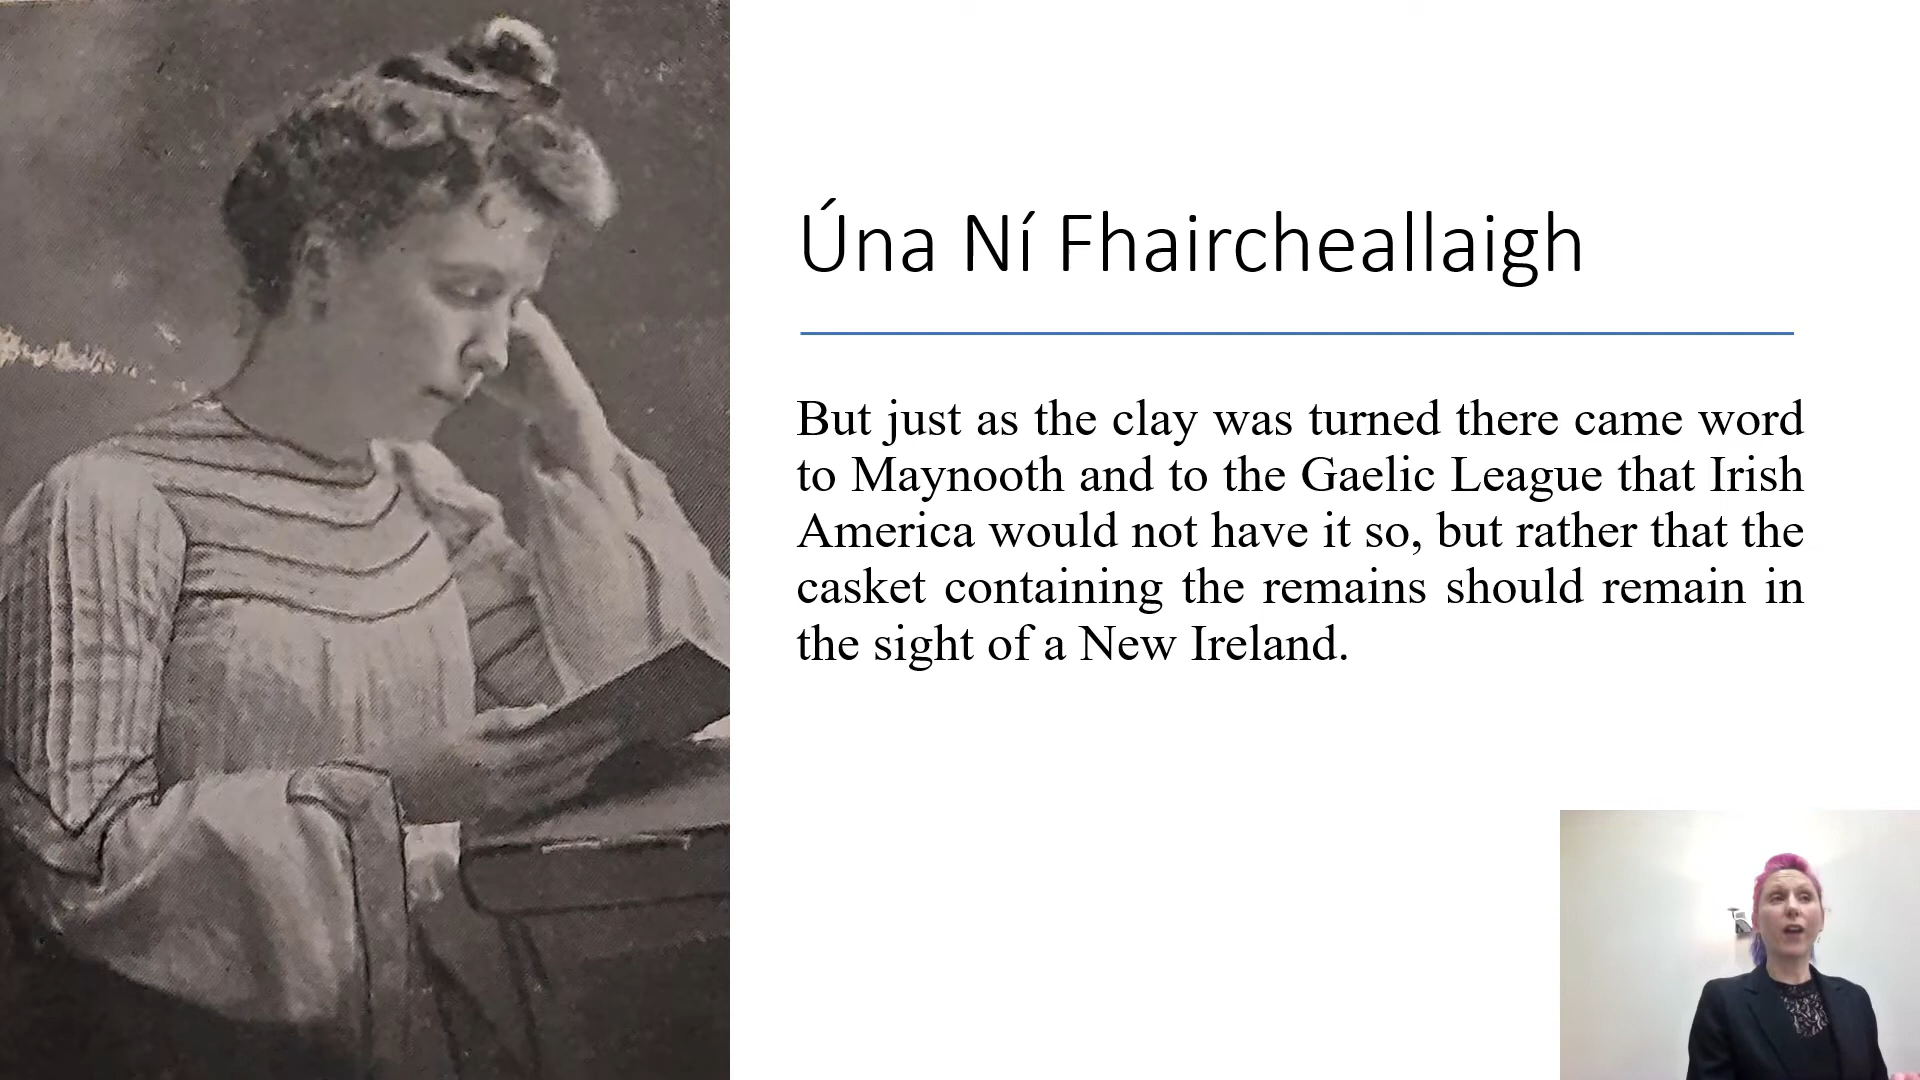 Úna Ní Fhaircheallaigh
But just as the clay was turned there came word
to Maynooth and to the Gaelic League that Irish
America would not have it so, but rather that the
casket containing the remains should remain in
the sight of a New Ireland.